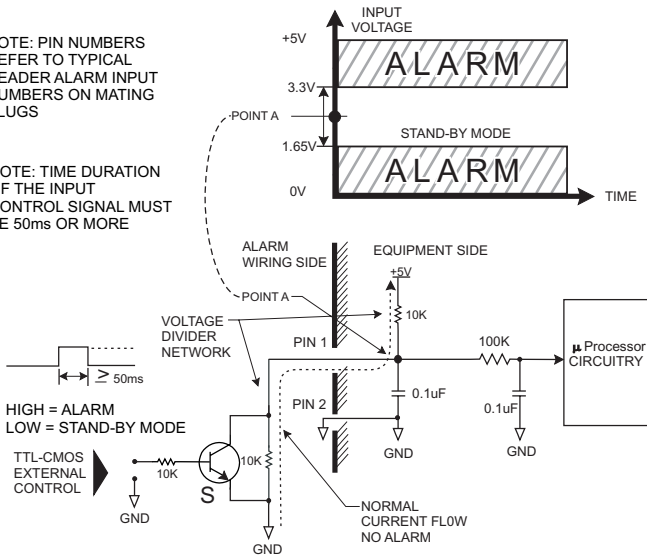 OTE: PIN NUMBERS
EFER TO TYPICAL
EADER ALARM INPUT
UMBERS ON MATING
LUGS
OTE: TIME DURATION
F THE INPUT
ONTROL SIGNAL MUST
E 50ms OR MORE
INPUT
VOLTAGE
+5V
ALARM
3.3V
POINT A
STAND-BY MODE
1.65V
ALARM
0V
TIME
ALARM
WIRING SIDE
EQUIPMENT SIDE
+5V
POINT A
10K
VOLTAGE
DIVIDER
NETWORK
PIN 1
100K
µ Processor
CIRCUITRY
≥ 50ms
PIN 2
0.1uF
0.1uF
HIGH = ALARM
LOW = STAND-BY MODE
GND
GND
TTL-CMOS
EXTERNAL
CONTROL
10K
S
10K
GND
NORMAL
CURRENT FL0W
NO ALARM
GND